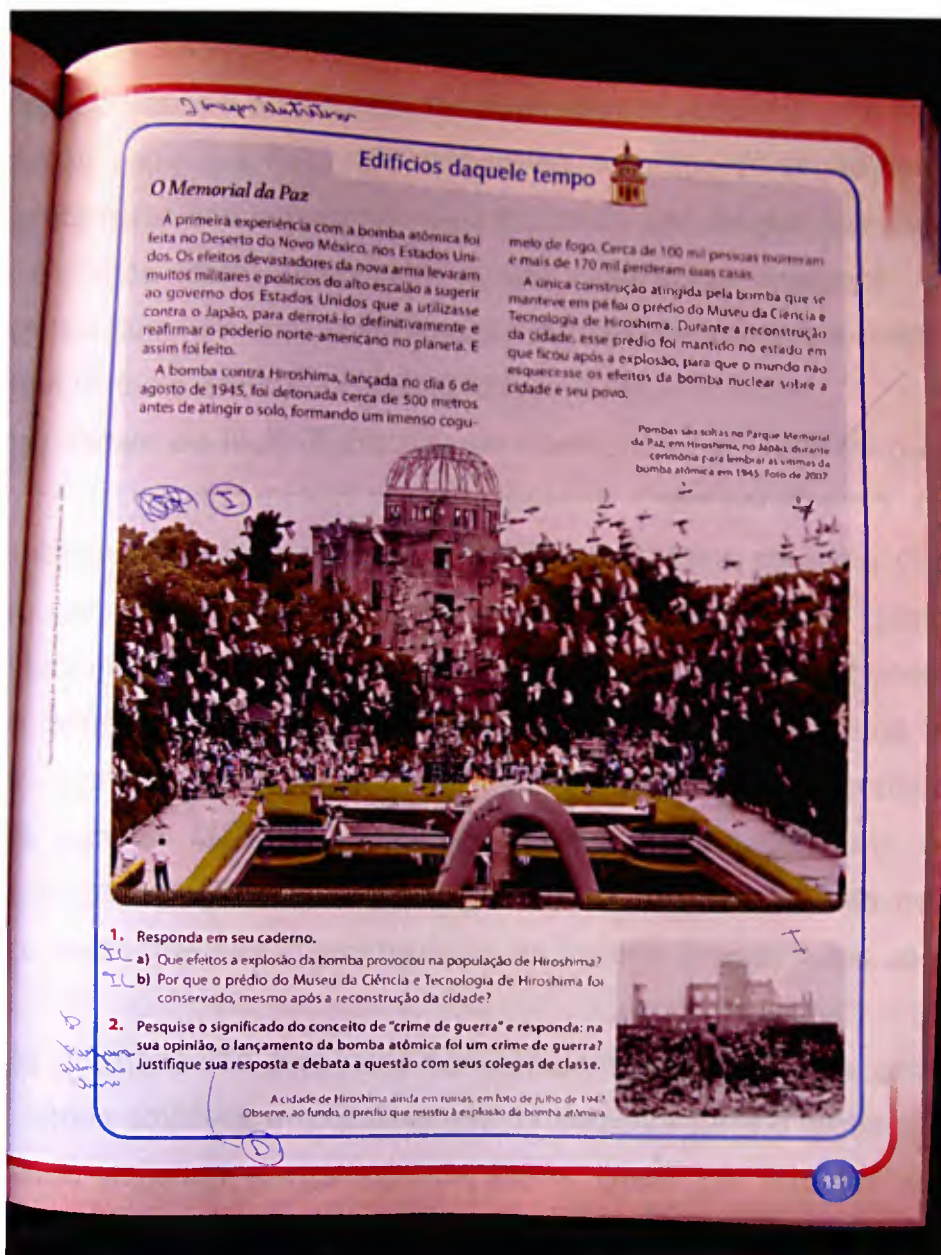 Edifícios daquele tempo
O Memorial da Paz
A primeira experiência com a bomba atômica foi
feita no Deserto do Novo México, nos Estados Uni-
dos. Os efeitos devastadores da nova arma levaram
muitos militares e políticos do alto escalão a sugerir
ao governo dos Estados Unidos que a utilizasse
contra o Japão, para derrotá-lo definitivamente e
reafirmar o poderio norte-americano no planeta. E
assim foi feito.
A bomba contra Hiroshima, lançada no dia 6 de
agosto de 1945, foi detonada cerca de 500 metros
antes de atingir o solo, formando um imenso cogu-
melo de fogo. Cerca de 100 mil pessoas morreram
e mais de 170 mil perderam suas casas.
A única construção atingida pela bomba que se
manteve em pé foi o prédio do Museu da Ciência e
Tecnologia de Hiroshima. Durante a reconstrução
da cidade, esse prédio foi mantido no estado em
que ficou após a explosão, para que o mundo não
esquecesse os efeitos da bomba nuclear sobre a
cidade e seu povo.
Pombas são soltas no Parque Memorial
da Paz, em Hiroshima, no Japão, durante
cerimônia para lembrar as vítimas da
bomba atômica em 1945. Foto de 2007
I
1. Responda em seu caderno.
IL a) Que efeitos a explosão da bomba provocou na população de Hiroshima?
IL b) Por que o prédio do Museu da Ciência e Tecnologia de Hiroshima foi
conservado, mesmo após a reconstrução da cidade?
I
2. Pesquise o significado do conceito de "crime de guerra" e responda: na
sua opinião, o lançamento da bomba atômica foi um crime de guerra?
Justifique sua resposta e debata a questão com seus colegas de classe.
A cidade de Hiroshima ainda em ruínas, em foto de julho de
Observe, ao fundo, o prédio que resistiu à explosão da bomba atômica
D
131